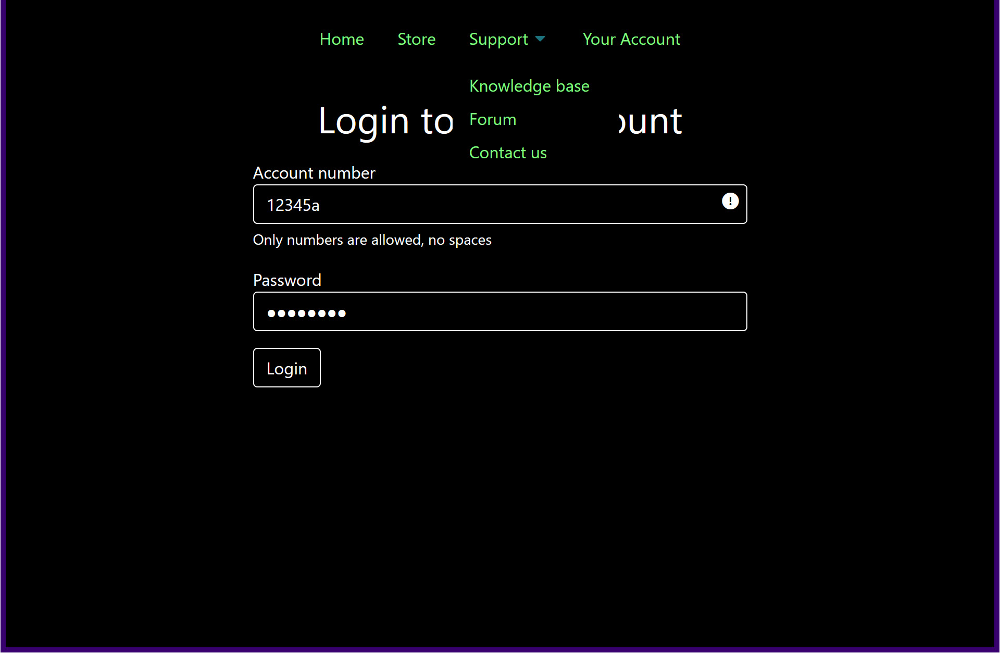 Home Store Support Your Account
Knowledge base
Login to ount
Forum
Contact us
Account number
12345a
Only numbers are allowed, no spaces
Password
Login